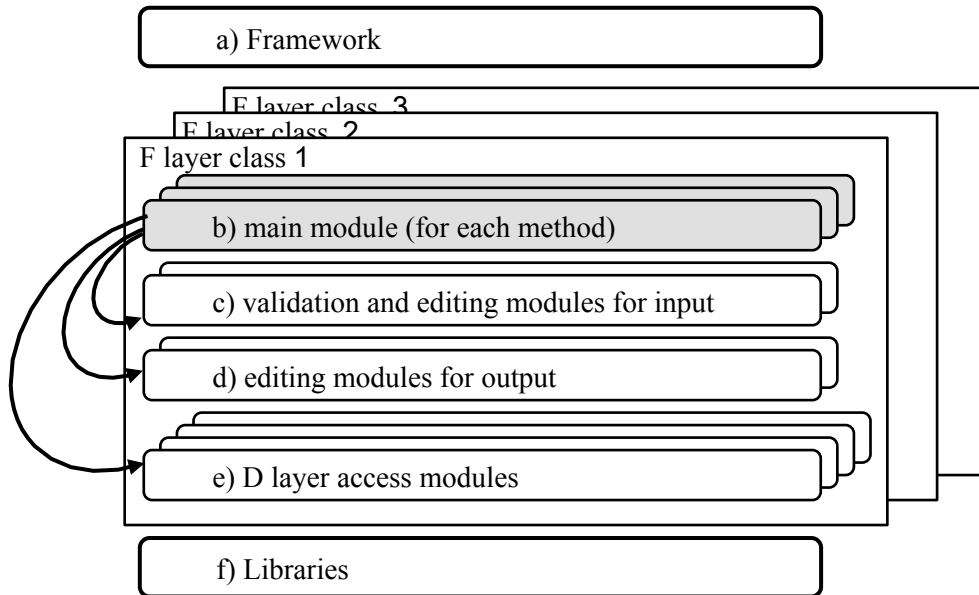 a) Framework
F layer class 3
F layer class 2
F layer class 1
b) main module (for each method)
c) validation and editing modules for input
d) editing modules for output
e) D layer access modules
f) Libraries